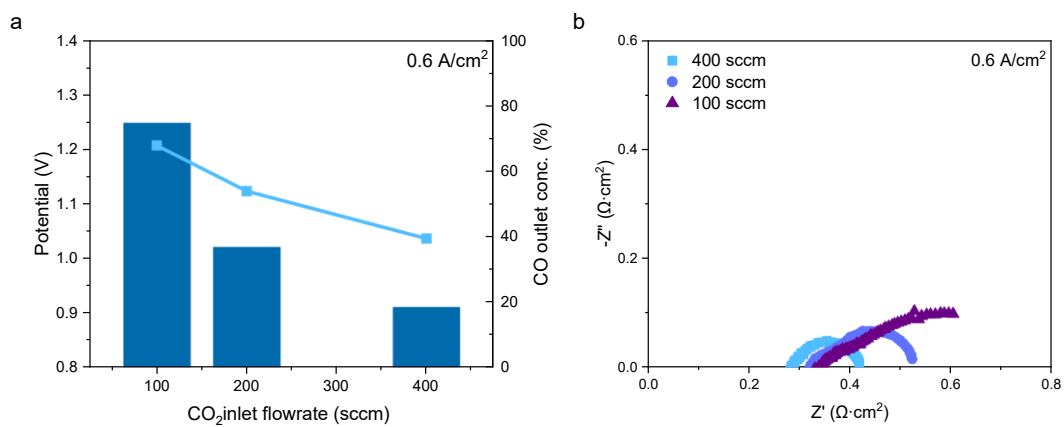 a
0.6 A/cm²
Potential (V)
1.4
1.3
1.2
1.1
1.0
0.9
0.8
CO outlet conc. (%)
100
80
60
40
20
0
100
200
300
400
CO₂inlet flowrate (sccm)
b
0.6 A/cm²
400 sccm
200 sccm
100 sccm
-Z" (Ω·cm²)
0.6
0.4
0.2
0.0
0.0
0.2
0.4
0.6
0.8
Z' (Ω·cm²)